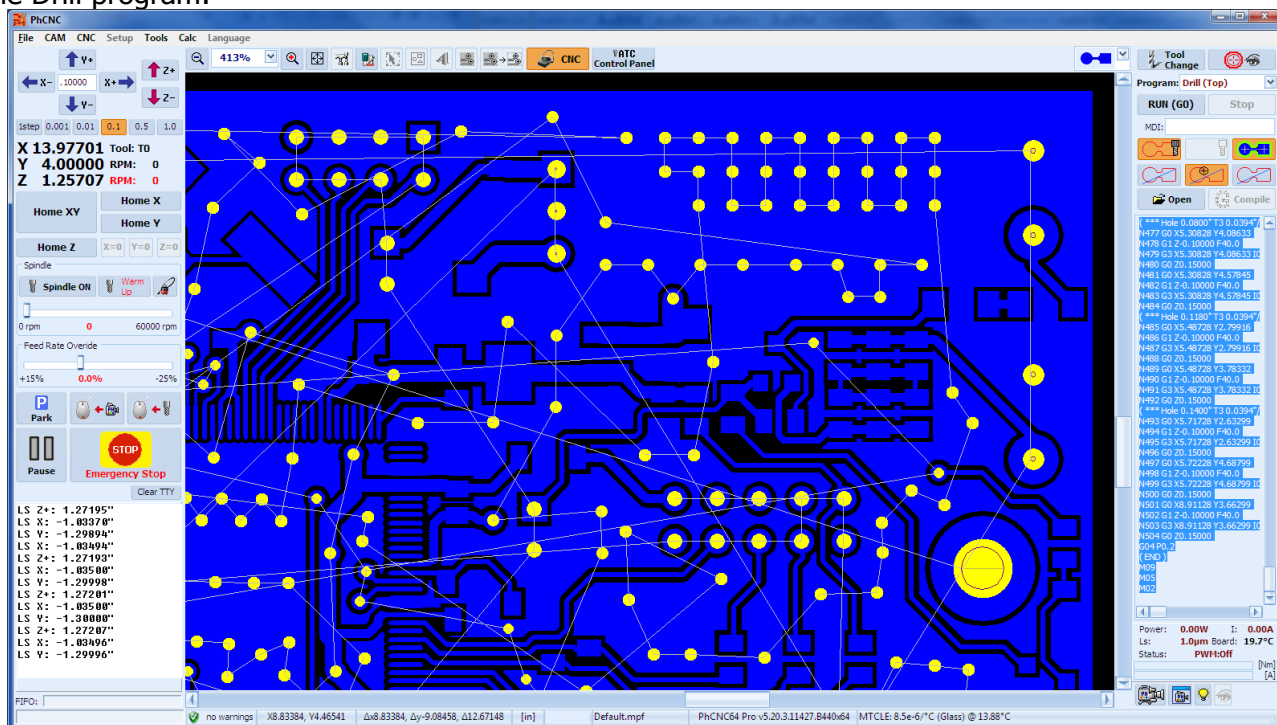 e Drill program.
PhCNC
File CAM CNC Setup Tools Calc Language
Y+
X- .10000 X+
Y-
Z+
Z-
1step 0.001 0.01 0.1 0.5 1.0
X 13.97701 Tool: T0
Y 4.00000 RPM: 0
Z 1.25707 RPM: 0
Home XY
Home X
Home Y
Home Z X=0 Y=0 Z=0
Spindle
Spindle ON Warm Up
0 rpm 0 60000 rpm
Feed Rate Overide
+15% 0.0% -25%
P
Park
Pause
STOP
Emergency Stop
Clear TTY
LS Z+: 1.27195"
LS X: -1.03370"
LS Y: -1.29894"
LS X: -1.03494"
LS Z+: 1.27193"
LS X: -1.03500"
LS Y: -1.29998"
LS Z+: 1.27201"
LS X: -1.03500"
LS Y: -1.30000"
LS Z+: 1.27207"
LS X: -1.03496"
LS Y: -1.29996"
FIFO:
413%
CNC
ATC
Control Panel
Tool
Change
Program: Drill (Top)
RUN (G0) Stop
MDI:
Open Compile
( *** Hole 0.0800" T3 0.0394"/
N477 G0 X5.30828 Y4.08633
N478 G1 Z-0.10000 F40.0
N479 G3 X5.30828 Y4.08633 I0
N480 G0 Z0.15000
N481 G0 X5.30828 Y4.57845
N482 G1 Z-0.10000 F40.0
N483 G3 X5.30828 Y4.57845 I0
N484 G0 Z0.15000
( *** Hole 0.1180" T3 0.0394"/
N485 G0 X5.48728 Y2.79916
N486 G1 Z-0.10000 F40.0
N487 G3 X5.48728 Y2.79916 I0
N488 G0 Z0.15000
N489 G0 X5.48728 Y3.78332
N490 G1 Z-0.10000 F40.0
N491 G3 X5.48728 Y3.78332 I0
N492 G0 Z0.15000
( *** Hole 0.1400" T3 0.0394"/
N493 G0 X5.71728 Y2.63299
N494 G1 Z-0.10000 F40.0
N495 G3 X5.71728 Y2.63299 I0
N496 G0 Z0.15000
N497 G0 X5.72228 Y4.68799
N498 G1 Z-0.10000 F40.0
N499 G3 X5.72228 Y4.68799 I0
N500 G0 Z0.15000
N501 G0 X8.91128 Y3.66299
N502 G1 Z-0.10000 F40.0
N503 G3 X8.91128 Y3.66299 I0
N504 G0 Z0.15000
G04 P0.2
( END )
M09
M05
M02
Power: 0.00W I: 0.00A
Ls: 1.0µm Board: 19.7°C
Status: PWM:Off
[Nm]
[A]
no warnings X8.83384, Y4.46541 Δx8.83384, Δy-9.08458, Δ12.67148 [in] Default.mpf PhCNC64 Pro v5.20.3.11427.B440x64 MTCLE: 8.5e-6/°C (Glass) @ 13.88°C